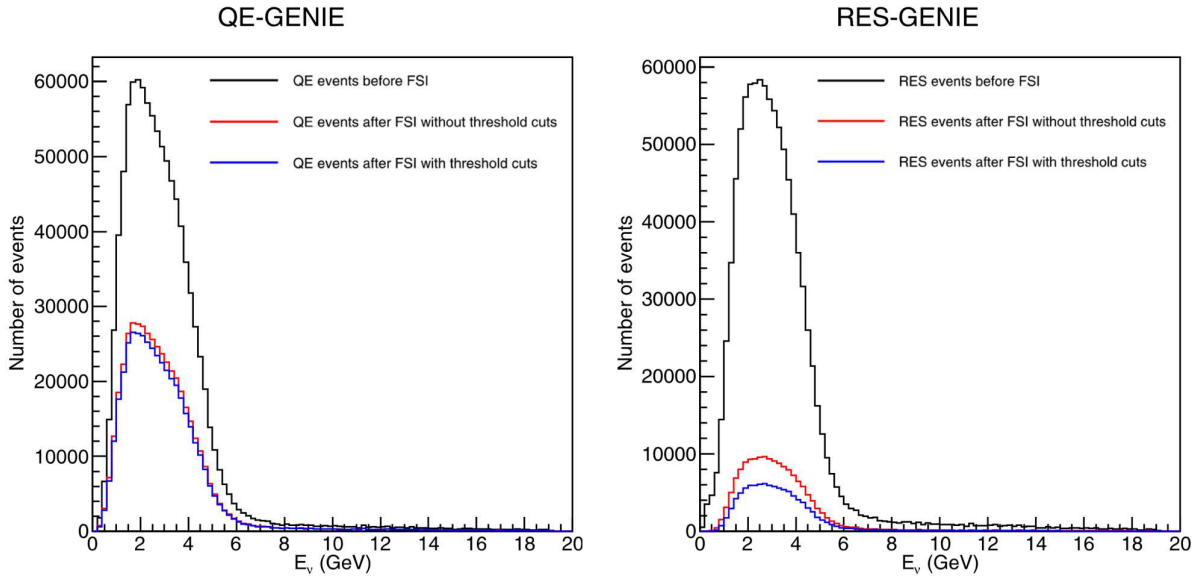 QE-GENIE
QE events before FSI
QE events after FSI without threshold cuts
QE events after FSI with threshold cuts
Number of events
60000
50000
40000
30000
20000
10000
0
0 2 4 6 8 10 12 14 16 18 20
Eν (GeV)
RES-GENIE
RES events before FSI
RES events after FSI without threshold cuts
RES events after FSI with threshold cuts
Number of events
60000
50000
40000
30000
20000
10000
0
0 2 4 6 8 10 12 14 16 18 20
Eν (GeV)